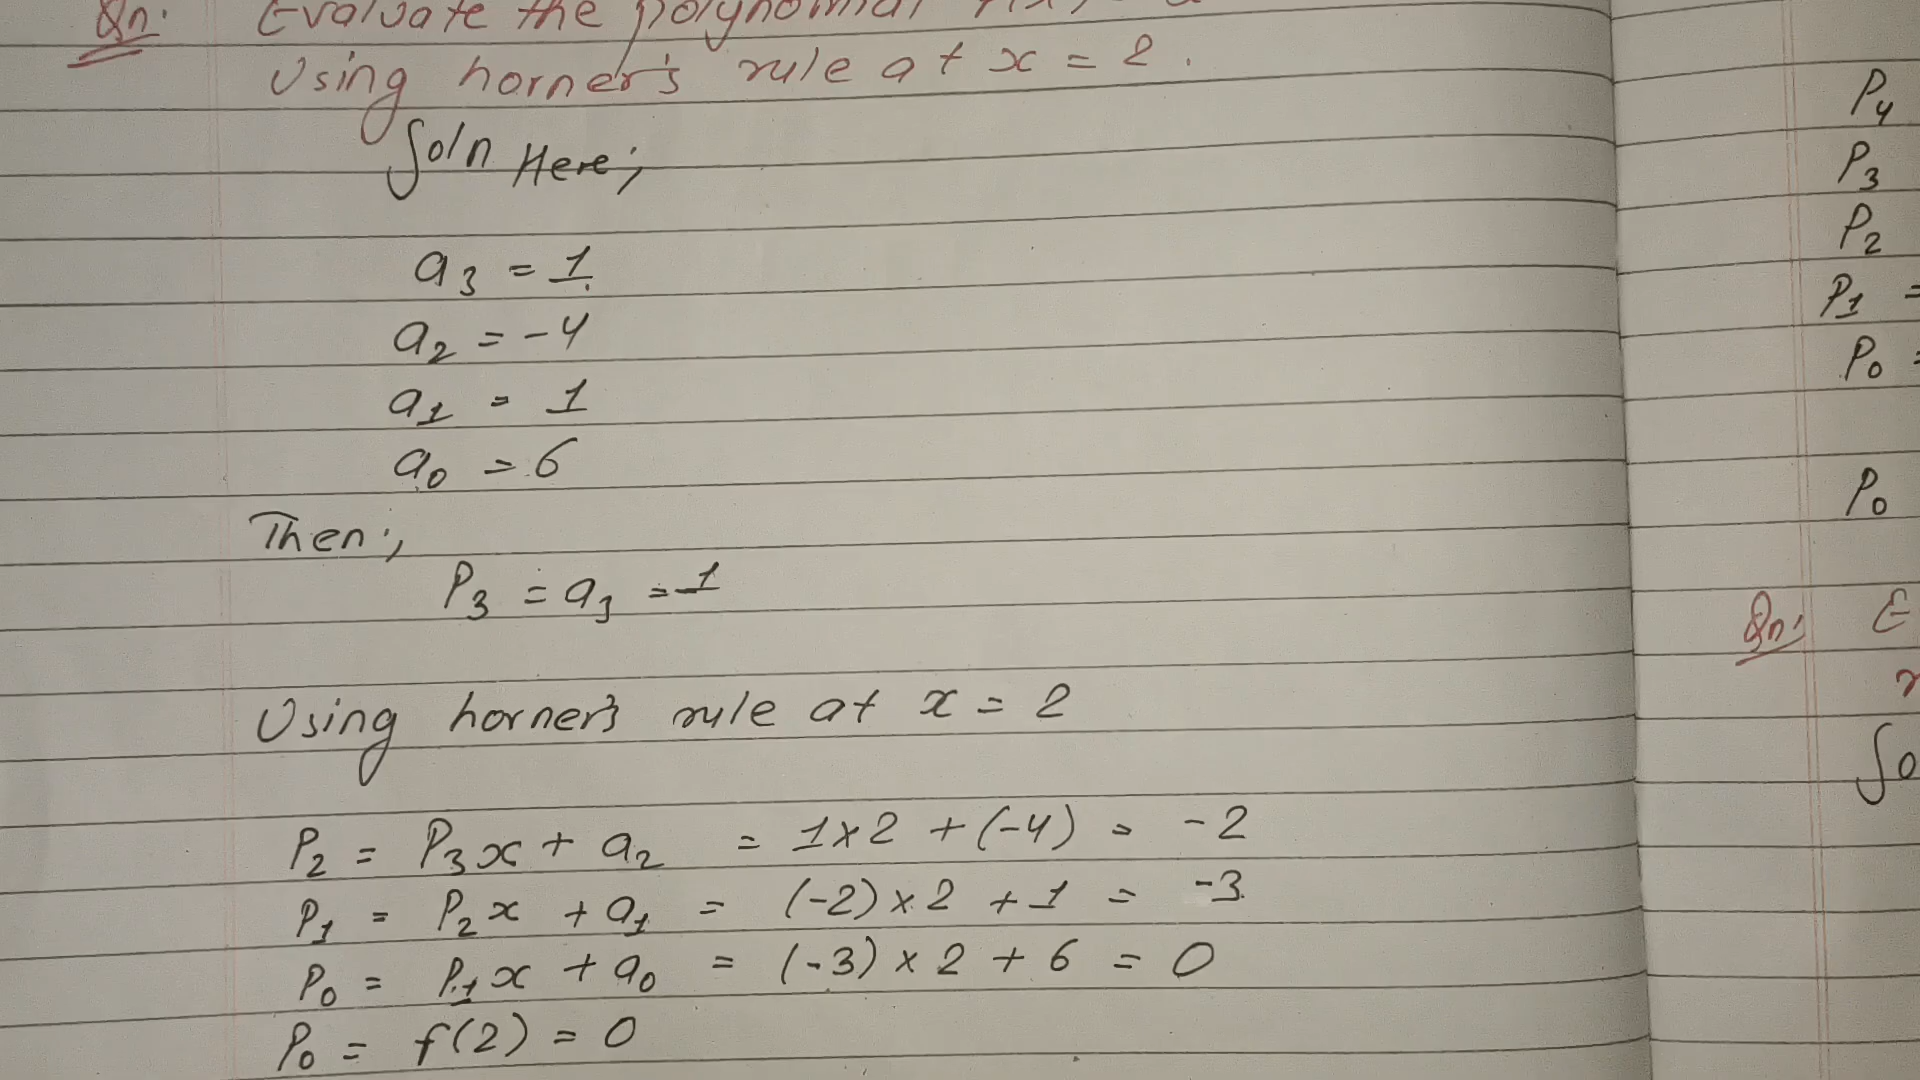 Qn: Evaluate the polynomial
Using horner's rule at x = 2.
Soln Here;
a3 = 1
a2 = -4
a1 = 1
a0 = 6
Then;
P3 = a3 = 1
Using horner's rule at x = 2
P2 = P3x + a2 = 1×2 + (-4) = -2
P1 = P2x + a1 = (-2)×2 + 1 = -3
P0 = P1x + a0 = (-3)×2 + 6 = 0
P0 = f(2) = 0
P4
P3
P2
P1 =
P0 =
P0
Qn: E
So